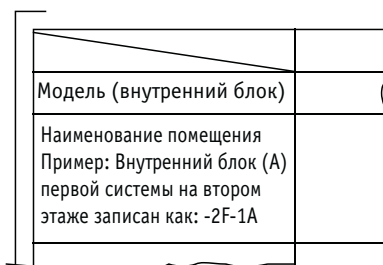 Модель (внутренний блок)
(
Наименование помещения
Пример: Внутренний блок (А)
первой системы на втором
этаже записан как: -2F-1A